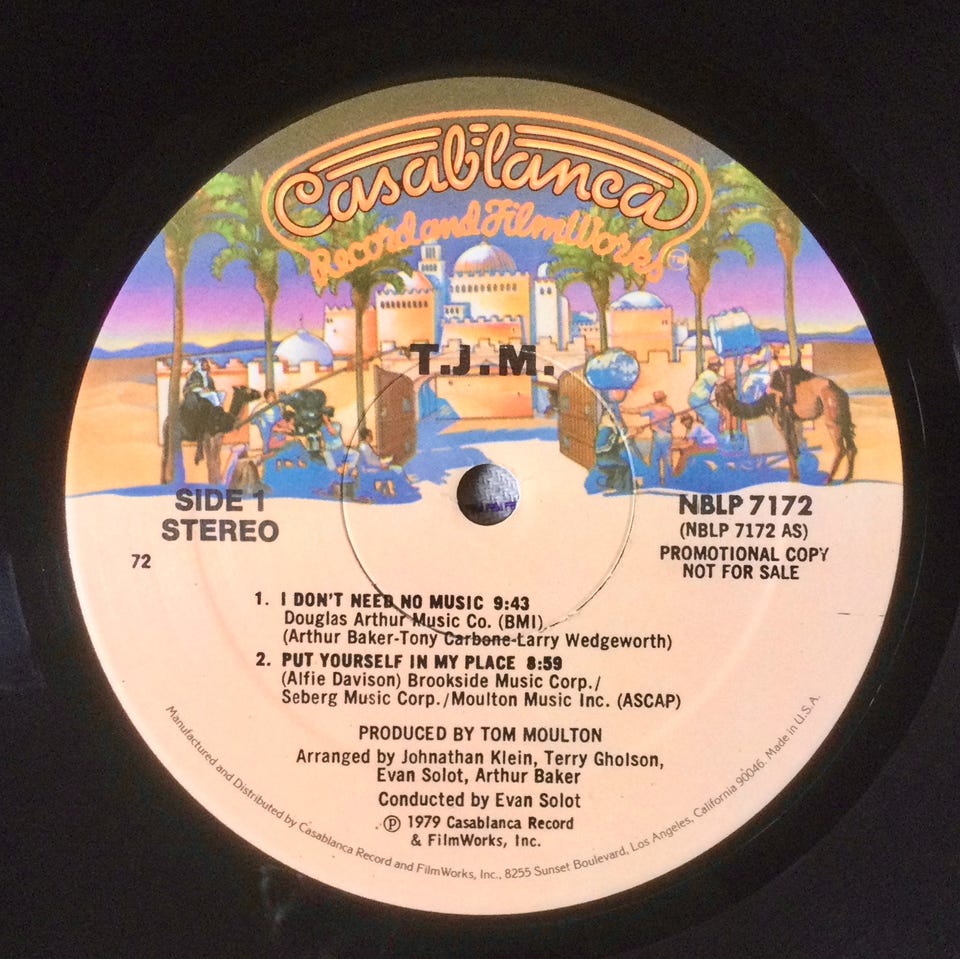 Casablanca
Record and FilmWorks
TM
T.J.M.
SIDE 1
STEREO
72
NBLP 7172
(NBLP 7172 AS)
PROMOTIONAL COPY
NOT FOR SALE
1. I DON'T NEED NO MUSIC 9:43
Douglas Arthur Music Co. (BMI)
(Arthur Baker-Tony Carbone-Larry Wedgeworth)
2. PUT YOURSELF IN MY PLACE 8:59
(Alfie Davison) Brookside Music Corp./
Seberg Music Corp./Moulton Music Inc. (ASCAP)
PRODUCED BY TOM MOULTON
Arranged by Johnathan Klein, Terry Gholson,
Evan Solot, Arthur Baker
Conducted by Evan Solot
℗ 1979 Casablanca Record
& FilmWorks, Inc.
Manufactured and Distributed by Casablanca Record and FilmWorks, Inc., 8255 Sunset Boulevard, Los Angeles, California 90046. Made in U.S.A.